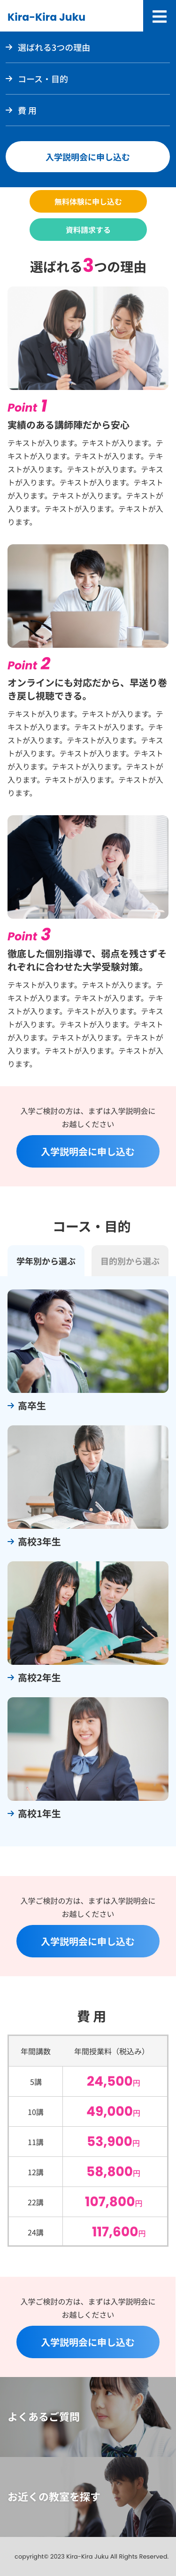 Kira-Kira Juku
選ばれる3つの理由
コース・目的
費 用
入学説明会に申し込む
無料体験に申し込む
資料請求する
選ばれる3つの理由
Point 1
実績のある講師陣だから安心
テキストが入ります。テキストが入ります。テ
キストが入ります。テキストが入ります。テキ
ストが入ります。テキストが入ります。テキス
トが入ります。テキストが入ります。テキスト
が入ります。テキストが入ります。テキストが
入ります。テキストが入ります。テキストが入
ります。
Point 2
オンラインにも対応だから、早送り巻
き戻し視聴できる。
テキストが入ります。テキストが入ります。テ
キストが入ります。テキストが入ります。テキ
ストが入ります。テキストが入ります。テキス
トが入ります。テキストが入ります。テキスト
が入ります。テキストが入ります。テキストが
入ります。テキストが入ります。テキストが入
ります。
Point 3
徹底した個別指導で、弱点を残さずそ
れぞれに合わせた大学受験対策。
テキストが入ります。テキストが入ります。テ
キストが入ります。テキストが入ります。テキ
ストが入ります。テキストが入ります。テキス
トが入ります。テキストが入ります。テキスト
が入ります。テキストが入ります。テキストが
入ります。テキストが入ります。テキストが入
ります。
入学ご検討の方は、まずは入学説明会に
お越しください
入学説明会に申し込む
コース・目的
学年別から選ぶ 目的別から選ぶ
高卒生
高校3年生
高校2年生
高校1年生
入学ご検討の方は、まずは入学説明会に
お越しください
入学説明会に申し込む
費 用
年間講数 年間授業料（税込み）
5講 24,500円
10講 49,000円
11講 53,900円
12講 58,800円
22講 107,800円
24講 117,600円
入学ご検討の方は、まずは入学説明会に
お越しください
入学説明会に申し込む
よくあるご質問
お近くの教室を探す
copyright© 2023 Kira-Kira Juku All Rights Reserved.